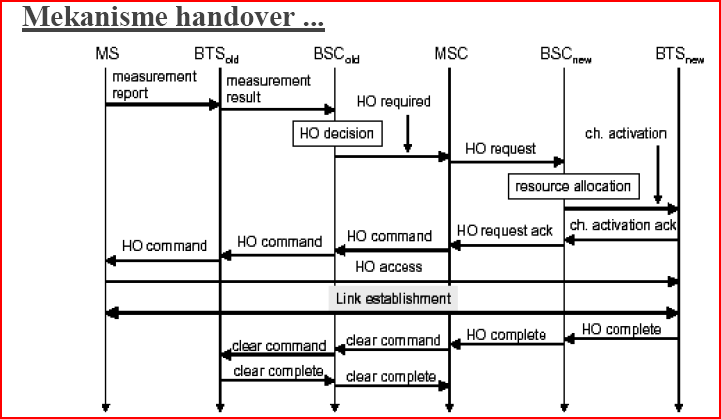 Mekanisme handover ...
MS BTSold BSCold MSC BSCnew BTSnew
measurement
report
measurement
result
HO required
HO decision
HO request
ch. activation
resource allocation
HO command
HO command
HO command
HO request ack
ch. activation ack
HO access
Link establishment
clear command
clear command
HO complete
HO complete
clear complete
clear complete